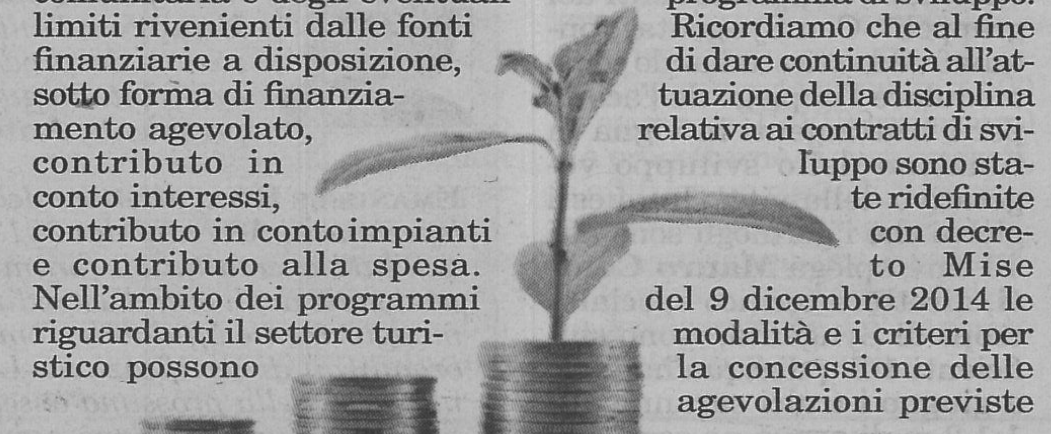 limiti rivenienti dalle fonti
finanziarie a disposizione,
sotto forma di finanzia-
mento agevolato,
contributo in
conto interessi,
contributo in conto impianti
e contributo alla spesa.
Nell'ambito dei programmi
riguardanti il settore turi-
stico possono
programma di sviluppo.
Ricordiamo che al fine
di dare continuità all'at-
tuazione della disciplina
relativa ai contratti di svi-
luppo sono sta-
te ridefinite
con decre-
to Mise
del 9 dicembre 2014 le
modalità e i criteri per
la concessione delle
agevolazioni previste